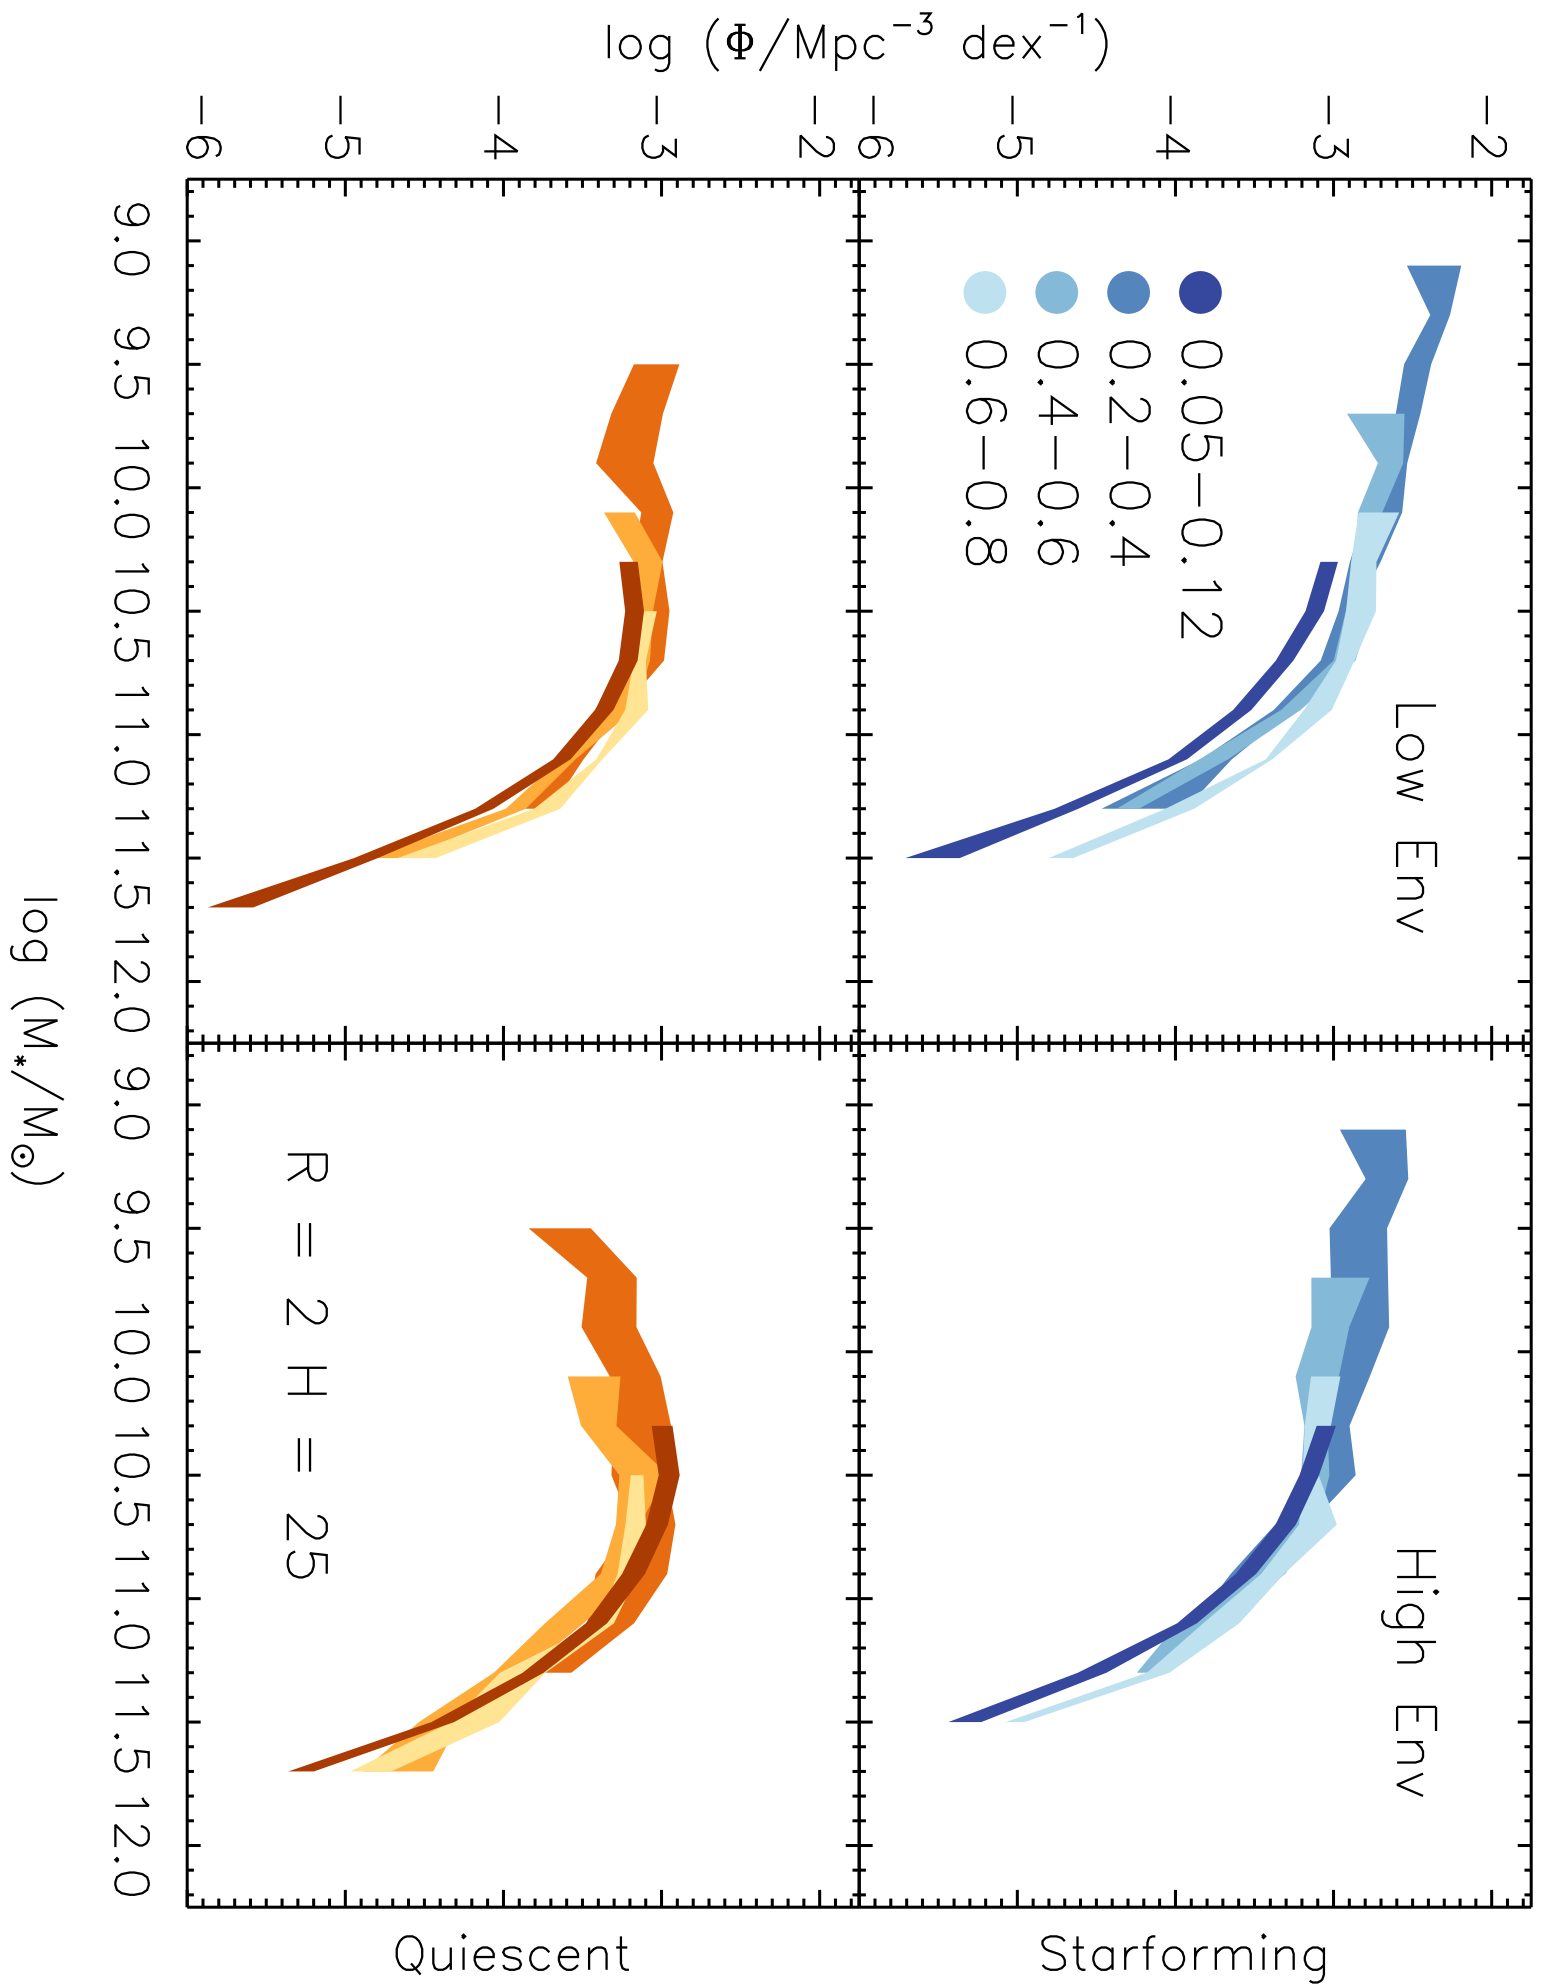 Low Env
High Env
Starforming
Quiescent
0.05-0.12
0.2-0.4
0.4-0.6
0.6-0.8
R = 2 H = 25
log (Φ/Mpc⁻³ dex⁻¹)
-2
-3
-4
-5
-6
-2
-3
-4
-5
-6
9.0 9.5 10.0 10.5 11.0 11.5 12.0
9.0 9.5 10.0 10.5 11.0 11.5 12.0
log (M*/M☉)